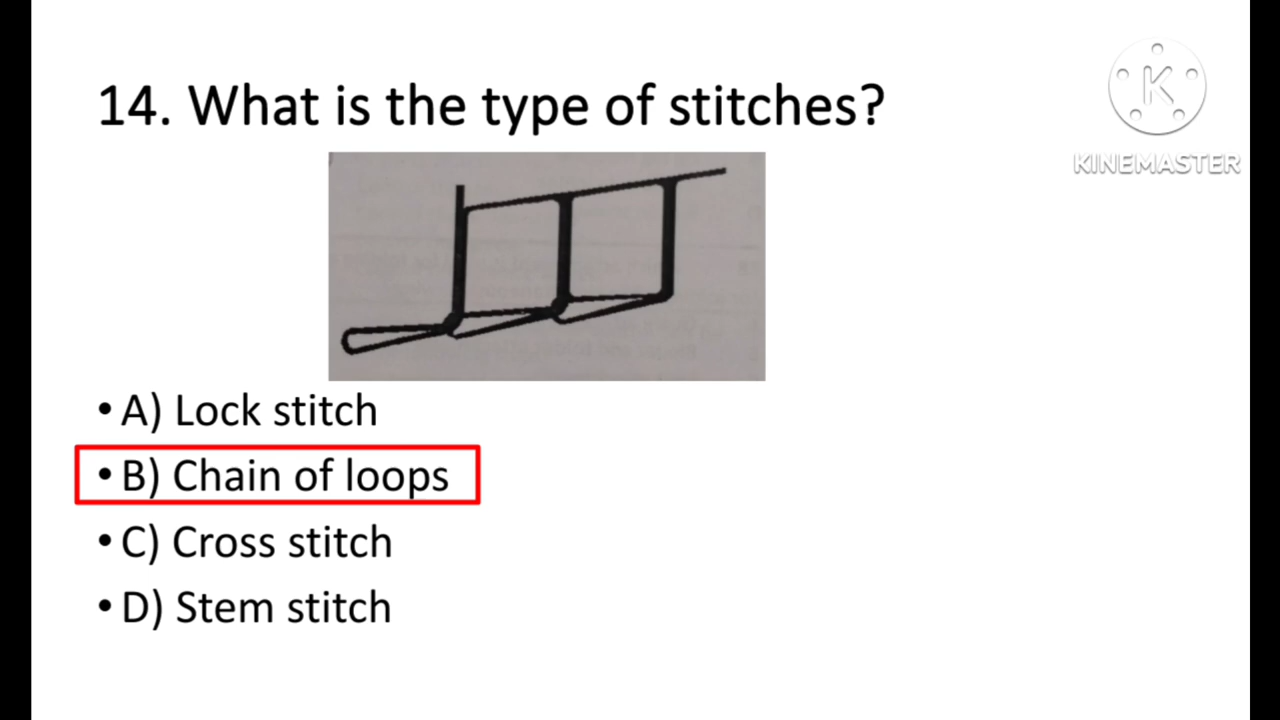 14. What is the type of stitches?
K
KINEMASTER
• A) Lock stitch
• B) Chain of loops
• C) Cross stitch
• D) Stem stitch